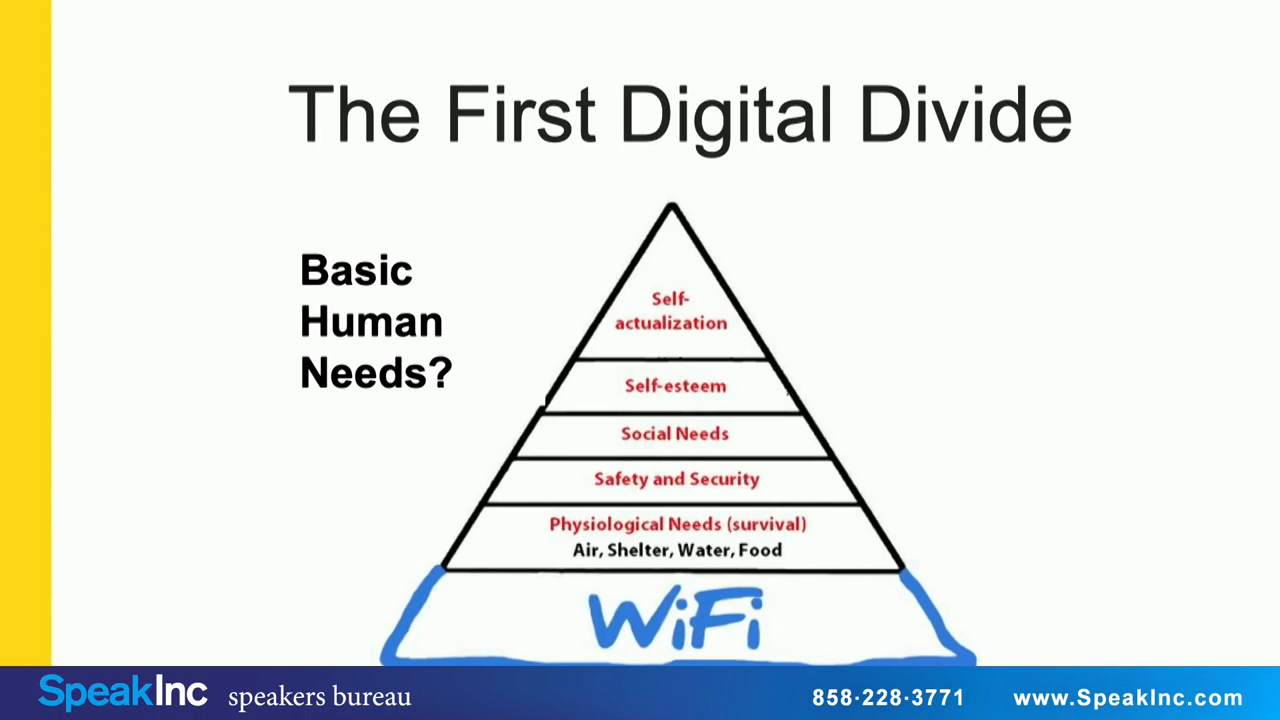 The First Digital Divide
Basic
Human
Needs?
Self-
actualization
Self-esteem
Social Needs
Safety and Security
Physiological Needs (survival)
Air, Shelter, Water, Food
WiFi
SpeakInc speakers bureau
858·228·3771
www.SpeakInc.com